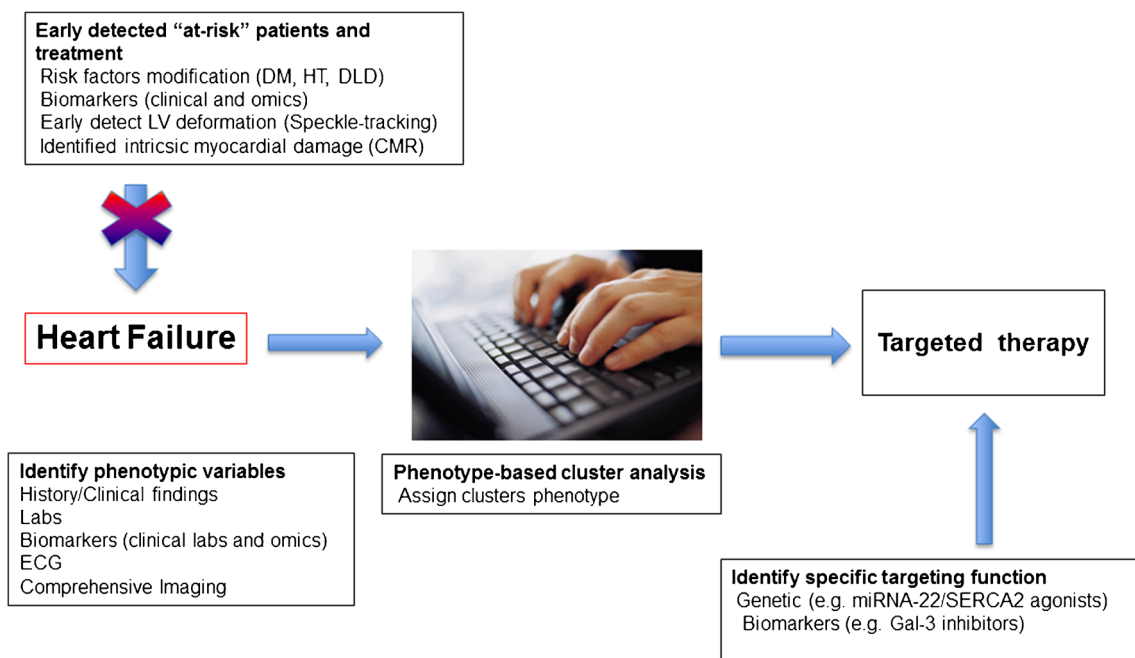 Early detected “at-risk” patients and
treatment
Risk factors modification (DM, HT, DLD)
Biomarkers (clinical and omics)
Early detect LV deformation (Speckle-tracking)
Identified intricsic myocardial damage (CMR)
Heart Failure
Targeted therapy
Identify phenotypic variables
History/Clinical findings
Labs
Biomarkers (clinical labs and omics)
ECG
Comprehensive Imaging
Phenotype-based cluster analysis
Assign clusters phenotype
Identify specific targeting function
Genetic (e.g. miRNA-22/SERCA2 agonists)
Biomarkers (e.g. Gal-3 inhibitors)